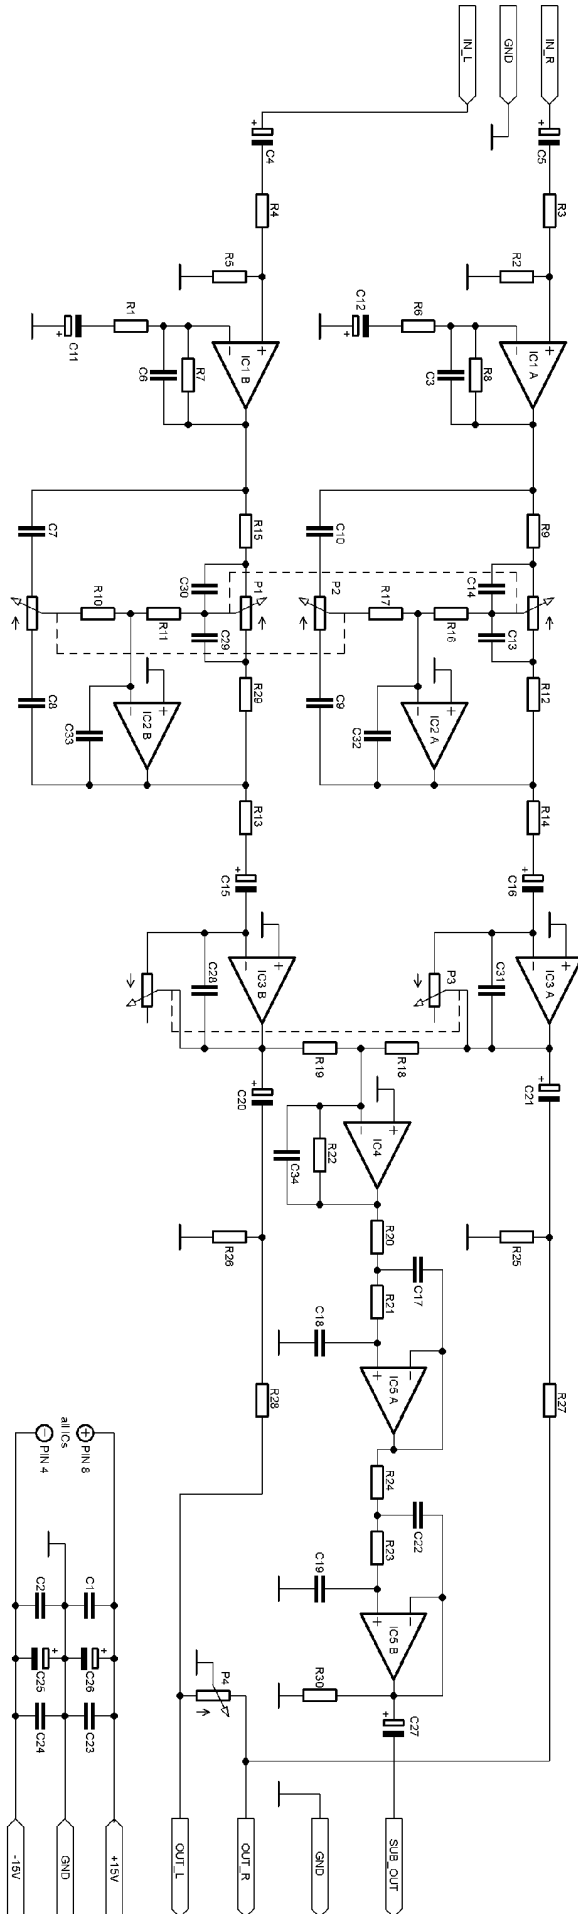 IN_L
GND
IN_R
C4
C5
R4
R3
R5
R2
C11
R1
C6
R7
IC1 B
C12
R6
C3
R8
IC1 A
C7
R15
C10
R9
R10
R11
C30
C29
P1
P2
R17
R16
C14
C13
C8
C33
IC2 B
R29
C9
C32
IC2 A
R12
R13
R14
C15
C16
C28
IC3 B
P3
C31
IC3 A
R19
R18
C20
C21
C34
R22
IC4
R26
R20
R25
C18
R21
C17
IC5 A
R28
R27
PIN 4
all ICs
PIN 8
R24
C19
R23
C22
IC5 B
C2
C1
C25
C26
C24
C23
P4
R30
C27
-15V
GND
+15V
OUT_L
OUT_R
GND
SUB_OUT